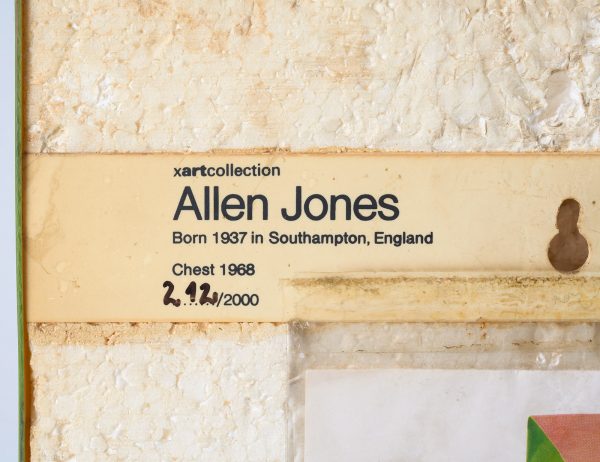 xartcollection
Allen Jones
Born 1937 in Southampton, England
Chest 1968
212/2000